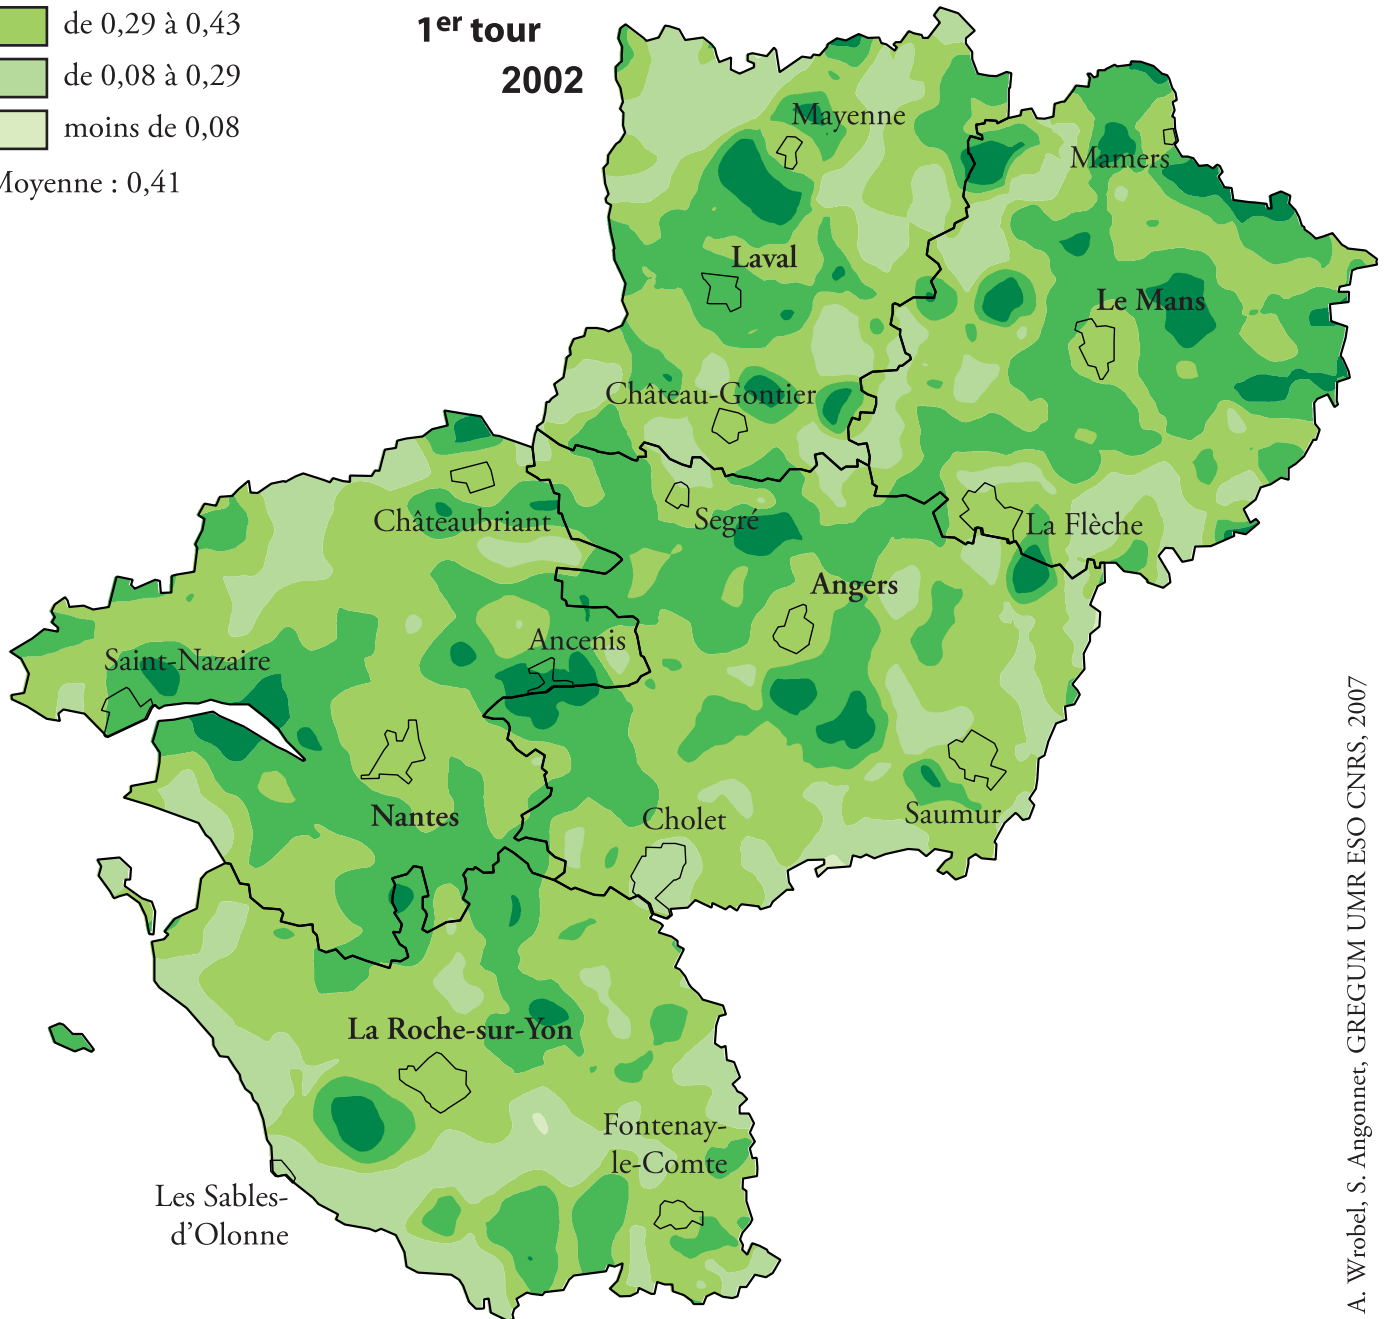 de 0,29 à 0,43
de 0,08 à 0,29
moins de 0,08
Moyenne : 0,41
1er tour
2002
Mayenne
Mamers
Laval
Le Mans
Château-Gontier
Châteaubriant
Segré
La Flèche
Angers
Ancenis
Saint-Nazaire
Nantes
Cholet
Saumur
La Roche-sur-Yon
Fontenay-
le-Comte
Les Sables-
d'Olonne
A. Wrobel, S. Angonnet, GREGUM UMR ESO CNRS, 2007